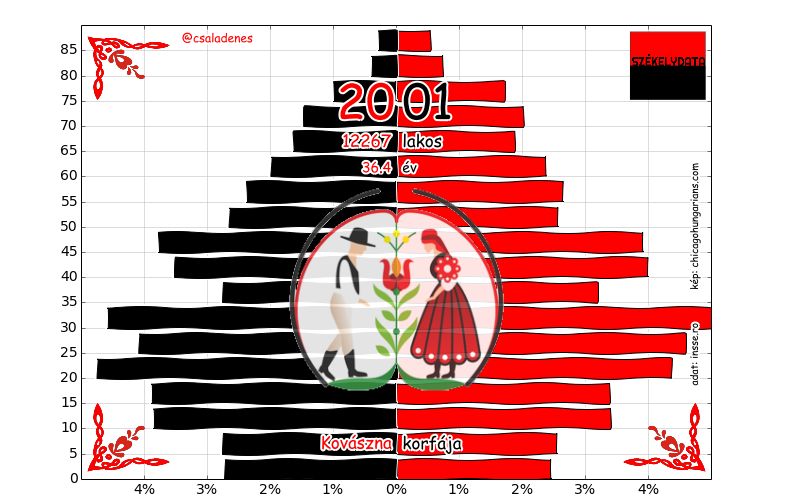 @csaladenes
SZÉKELYDATA
2001
12267 lakos
36.4 év
kép: chicagohungarians.com
adat: insse.ro
Kovászna korfája
85
80
75
70
65
60
55
50
45
40
35
30
25
20
15
10
5
0
4% 3% 2% 1% 0% 1% 2% 3% 4%